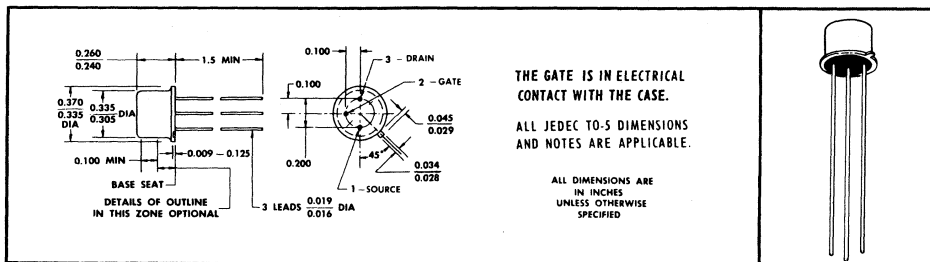 0.260
0.240
1.5 MIN
0.100
3 – DRAIN
2 – GATE
0.100
0.370
0.335
DIA
0.335
0.305
DIA
0.045
0.029
0.200
45°
0.034
0.028
0.100 MIN
0.009 – 0.125
1 – SOURCE
BASE SEAT
DETAILS OF OUTLINE
IN THIS ZONE OPTIONAL
3 LEADS 0.019 DIA
0.016
THE GATE IS IN ELECTRICAL
CONTACT WITH THE CASE.
ALL JEDEC TO-5 DIMENSIONS
AND NOTES ARE APPLICABLE.
ALL DIMENSIONS ARE
IN INCHES
UNLESS OTHERWISE
SPECIFIED